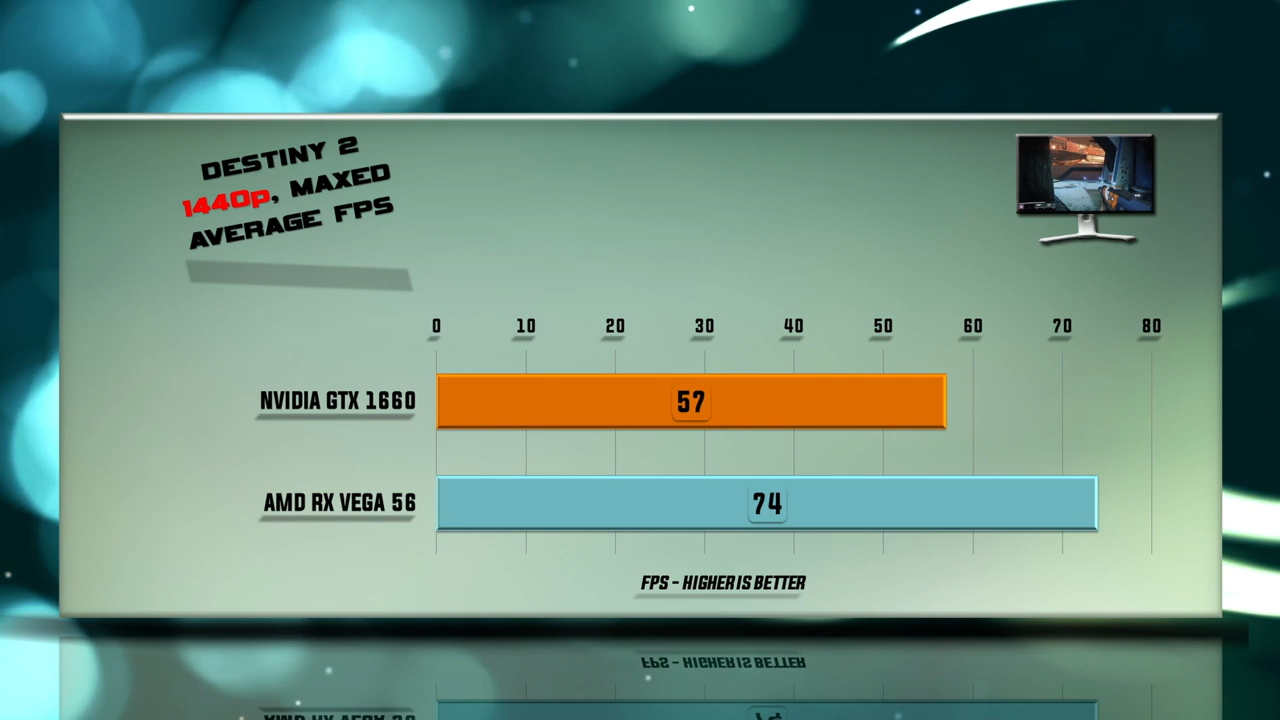 DESTINY 2
1440p, MAXED
AVERAGE FPS
0 10 20 30 40 50 60 70 80
NVIDIA GTX 1660 57
AMD RX VEGA 56 74
FPS - HIGHER IS BETTER